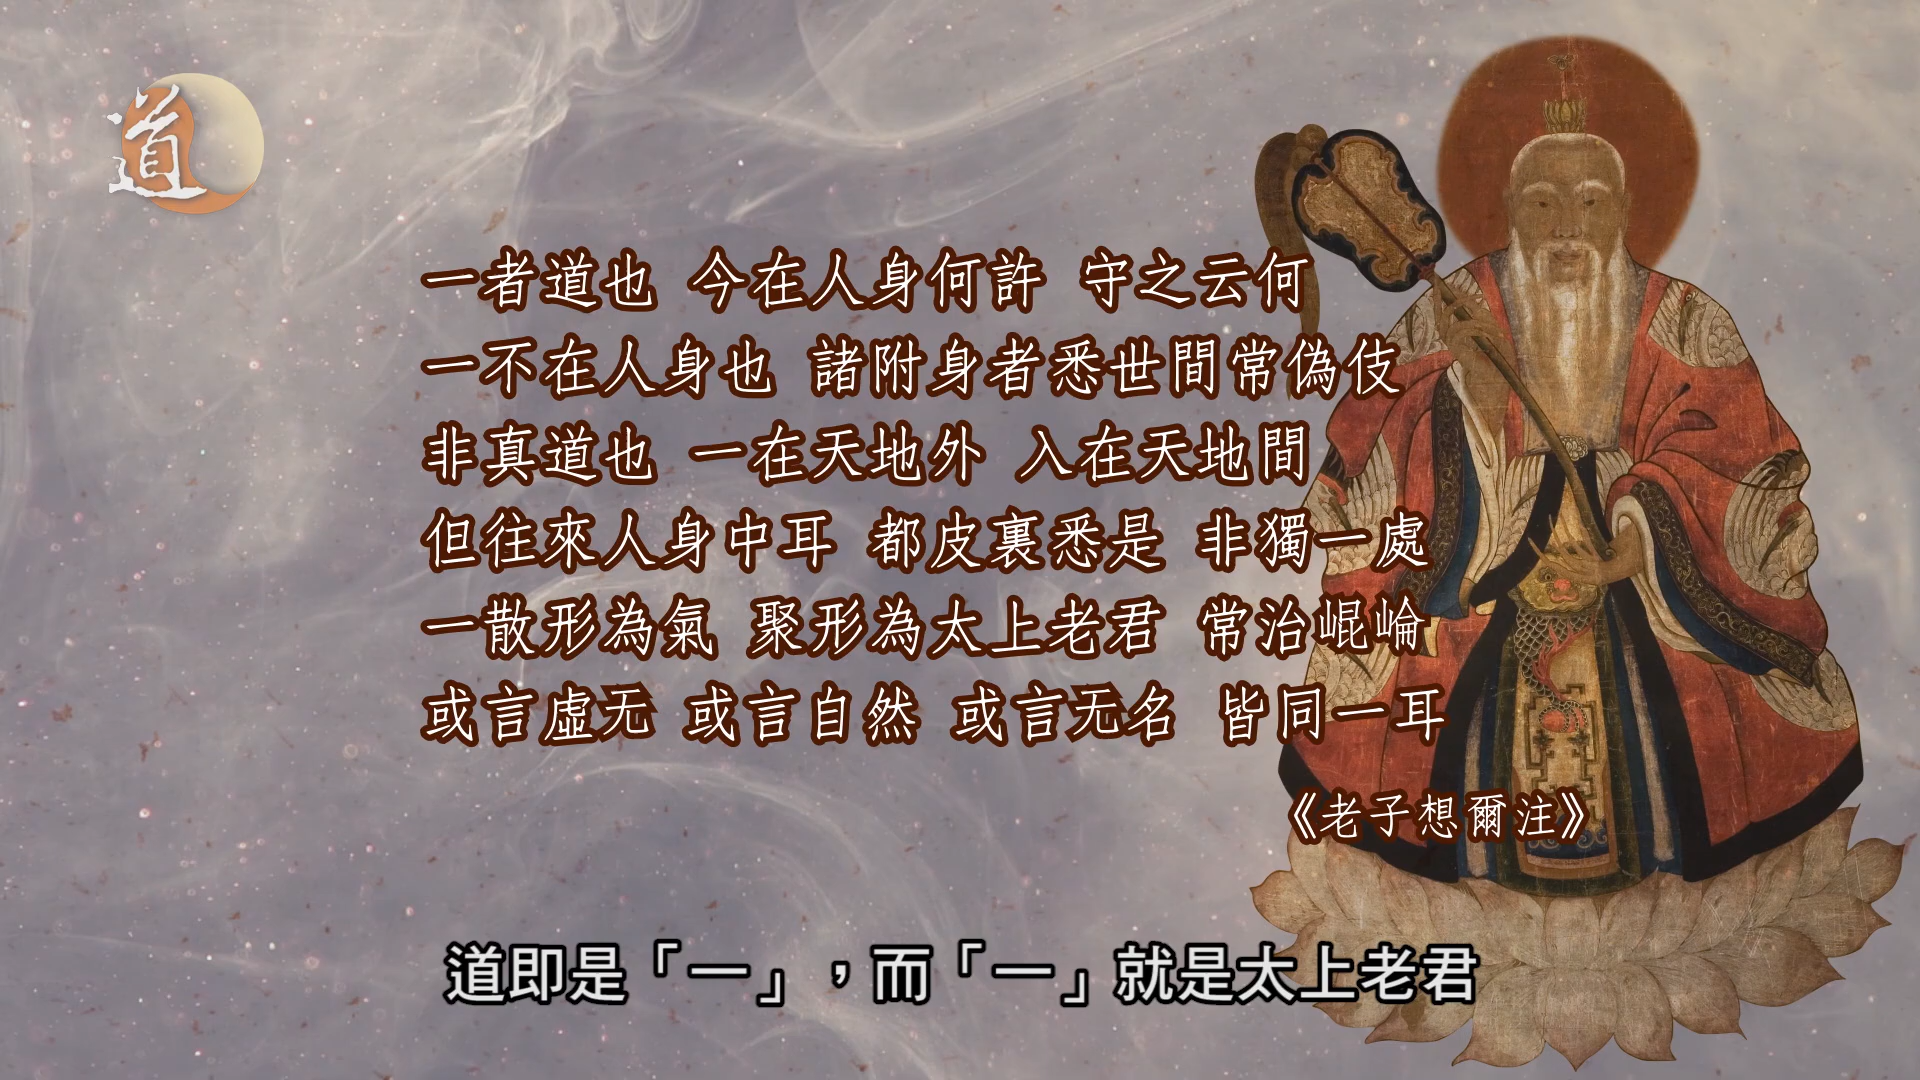 道
一者道也 今在人身何許 守之云何
一不在人身也 諸附身者悉世間常偽伎
非真道也 一在天地外 入在天地間
但往來人身中耳 都皮裏悉是 非獨一處
一散形為氣 聚形為太上老君 常治崐崘
或言虛无 或言自然 或言无名 皆同一耳
《老子想爾注》
道即是「一」，而「一」就是太上老君